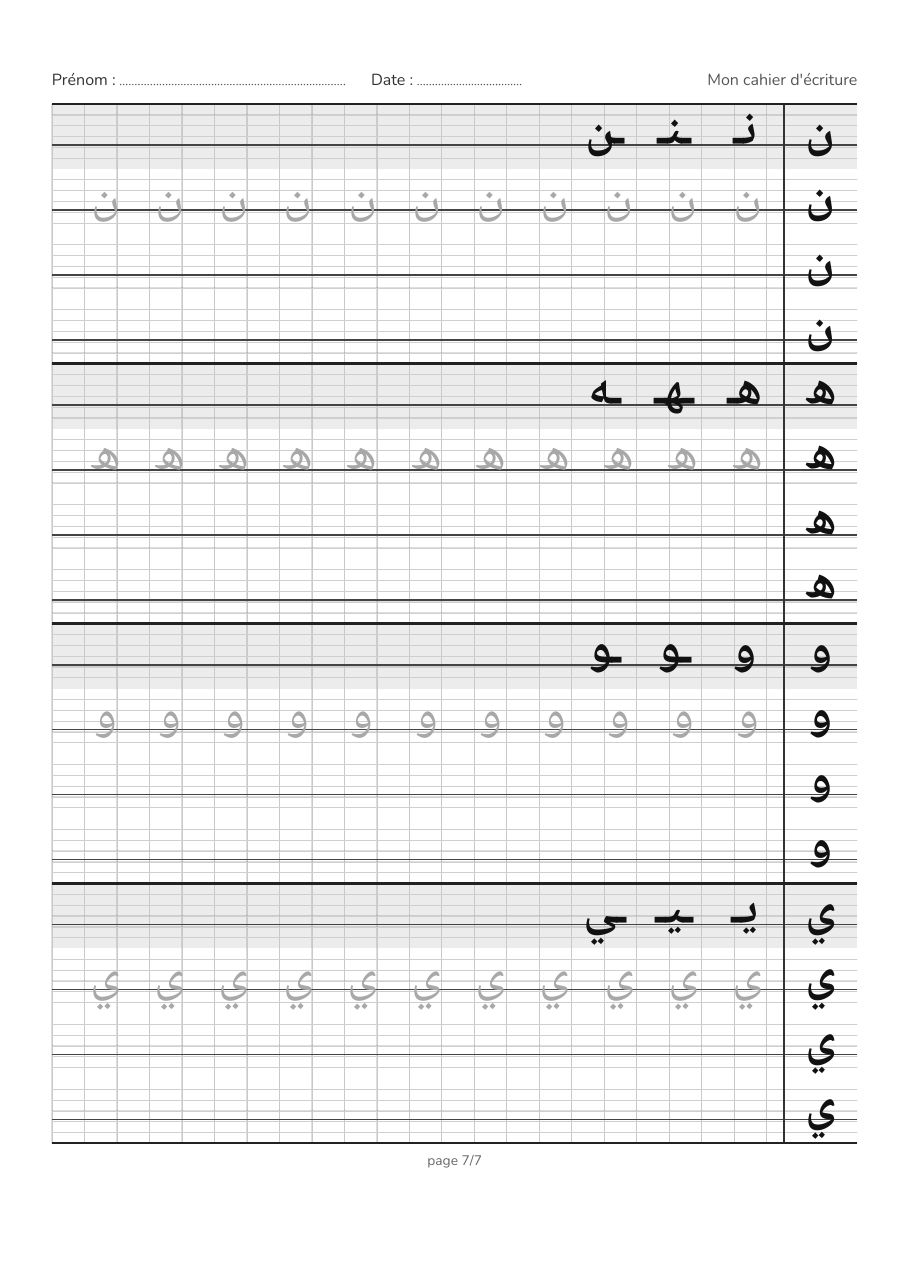 Prénom : ........................ Date : ........................ Mon cahier d'écriture
ن نـ ـنـ ـن
ن ن ن ن ن ن ن ن ن ن ن ن
ن
ن
ه هـ ـهـ ـه
ه ه ه ه ه ه ه ه ه ه ه ه
ه
ه
و و ـو ـو
و و و و و و و و و و و و
و
و
ي يـ ـيـ ـي
ي ي ي ي ي ي ي ي ي ي ي ي
ي
ي
page 7/7